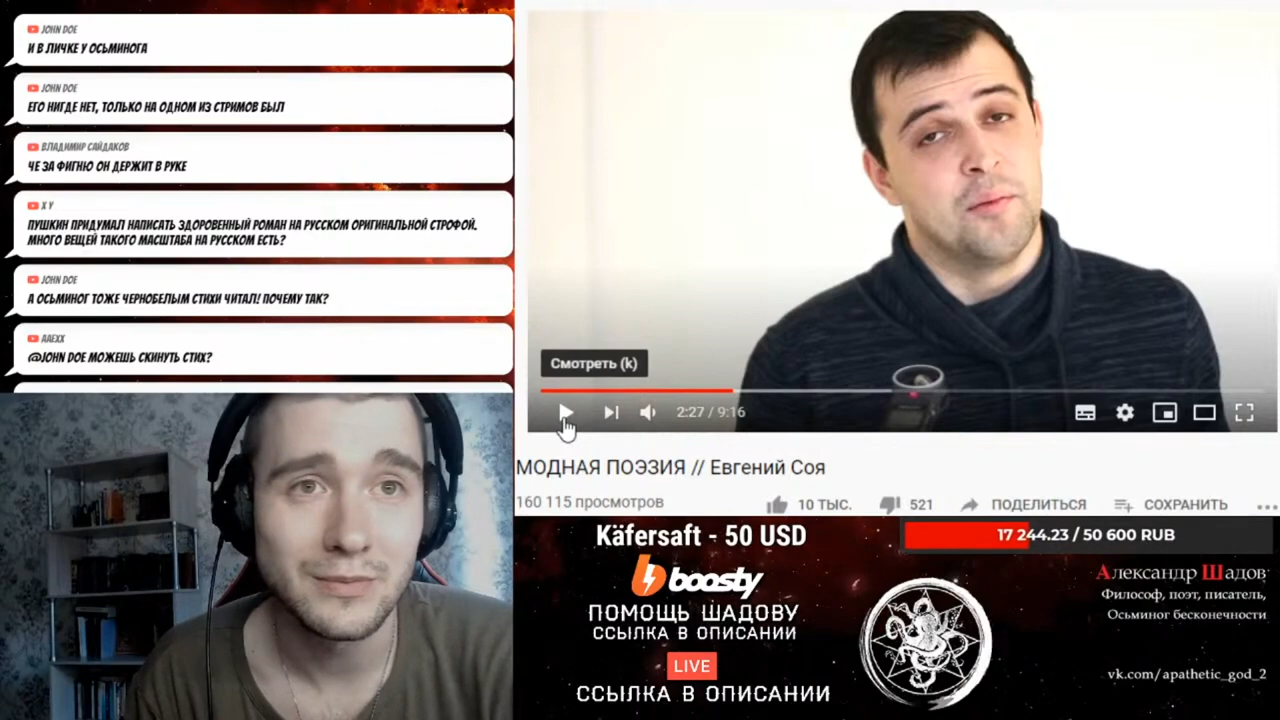 JOHN DOE
И В ЛИЧКЕ У ОСЬМИНОГА
JOHN DOE
ЕГО НИГДЕ НЕТ, ТОЛЬКО НА ОДНОМ ИЗ СТРИМОВ БЫЛ
ВЛАДИМИР САЙДАКОВ
ЧЕ ЗА ФИГНЮ ОН ДЕРЖИТ В РУКЕ
X Y
ПУШКИН ПРИДУМАЛ НАПИСАТЬ ЗДОРОВЕННЫЙ РОМАН НА РУССКОМ ОРИГИНАЛЬНОЙ СТРОФОЙ.
МНОГО ВЕЩЕЙ ТАКОГО МАСШТАБА НА РУССКОМ ЕСТЬ?
JOHN DOE
А ОСЬМИНОГ ТОЖЕ ЧЕРНОБЕЛЫМ СТИХИ ЧИТАЛ! ПОЧЕМУ ТАК?
AAEXX
@JOHN DOE МОЖЕШЬ СКИНУТЬ СТИХ?
Смотреть (k)
2:27 / 9:16
МОДНАЯ ПОЭЗИЯ // Евгений Соя
160 115 просмотров
10 ТЫС.
521
ПОДЕЛИТЬСЯ
СОХРАНИТЬ
Käfersaft - 50 USD
boosty
ПОМОЩЬ ШАДОВУ
ССЫЛКА В ОПИСАНИИ
LIVE
ССЫЛКА В ОПИСАНИИ
17 244.23 / 50 600 RUB
Александр Шадов
Философ, поэт, писатель,
Осьминог бесконечности
vk.com/apathetic_god_2